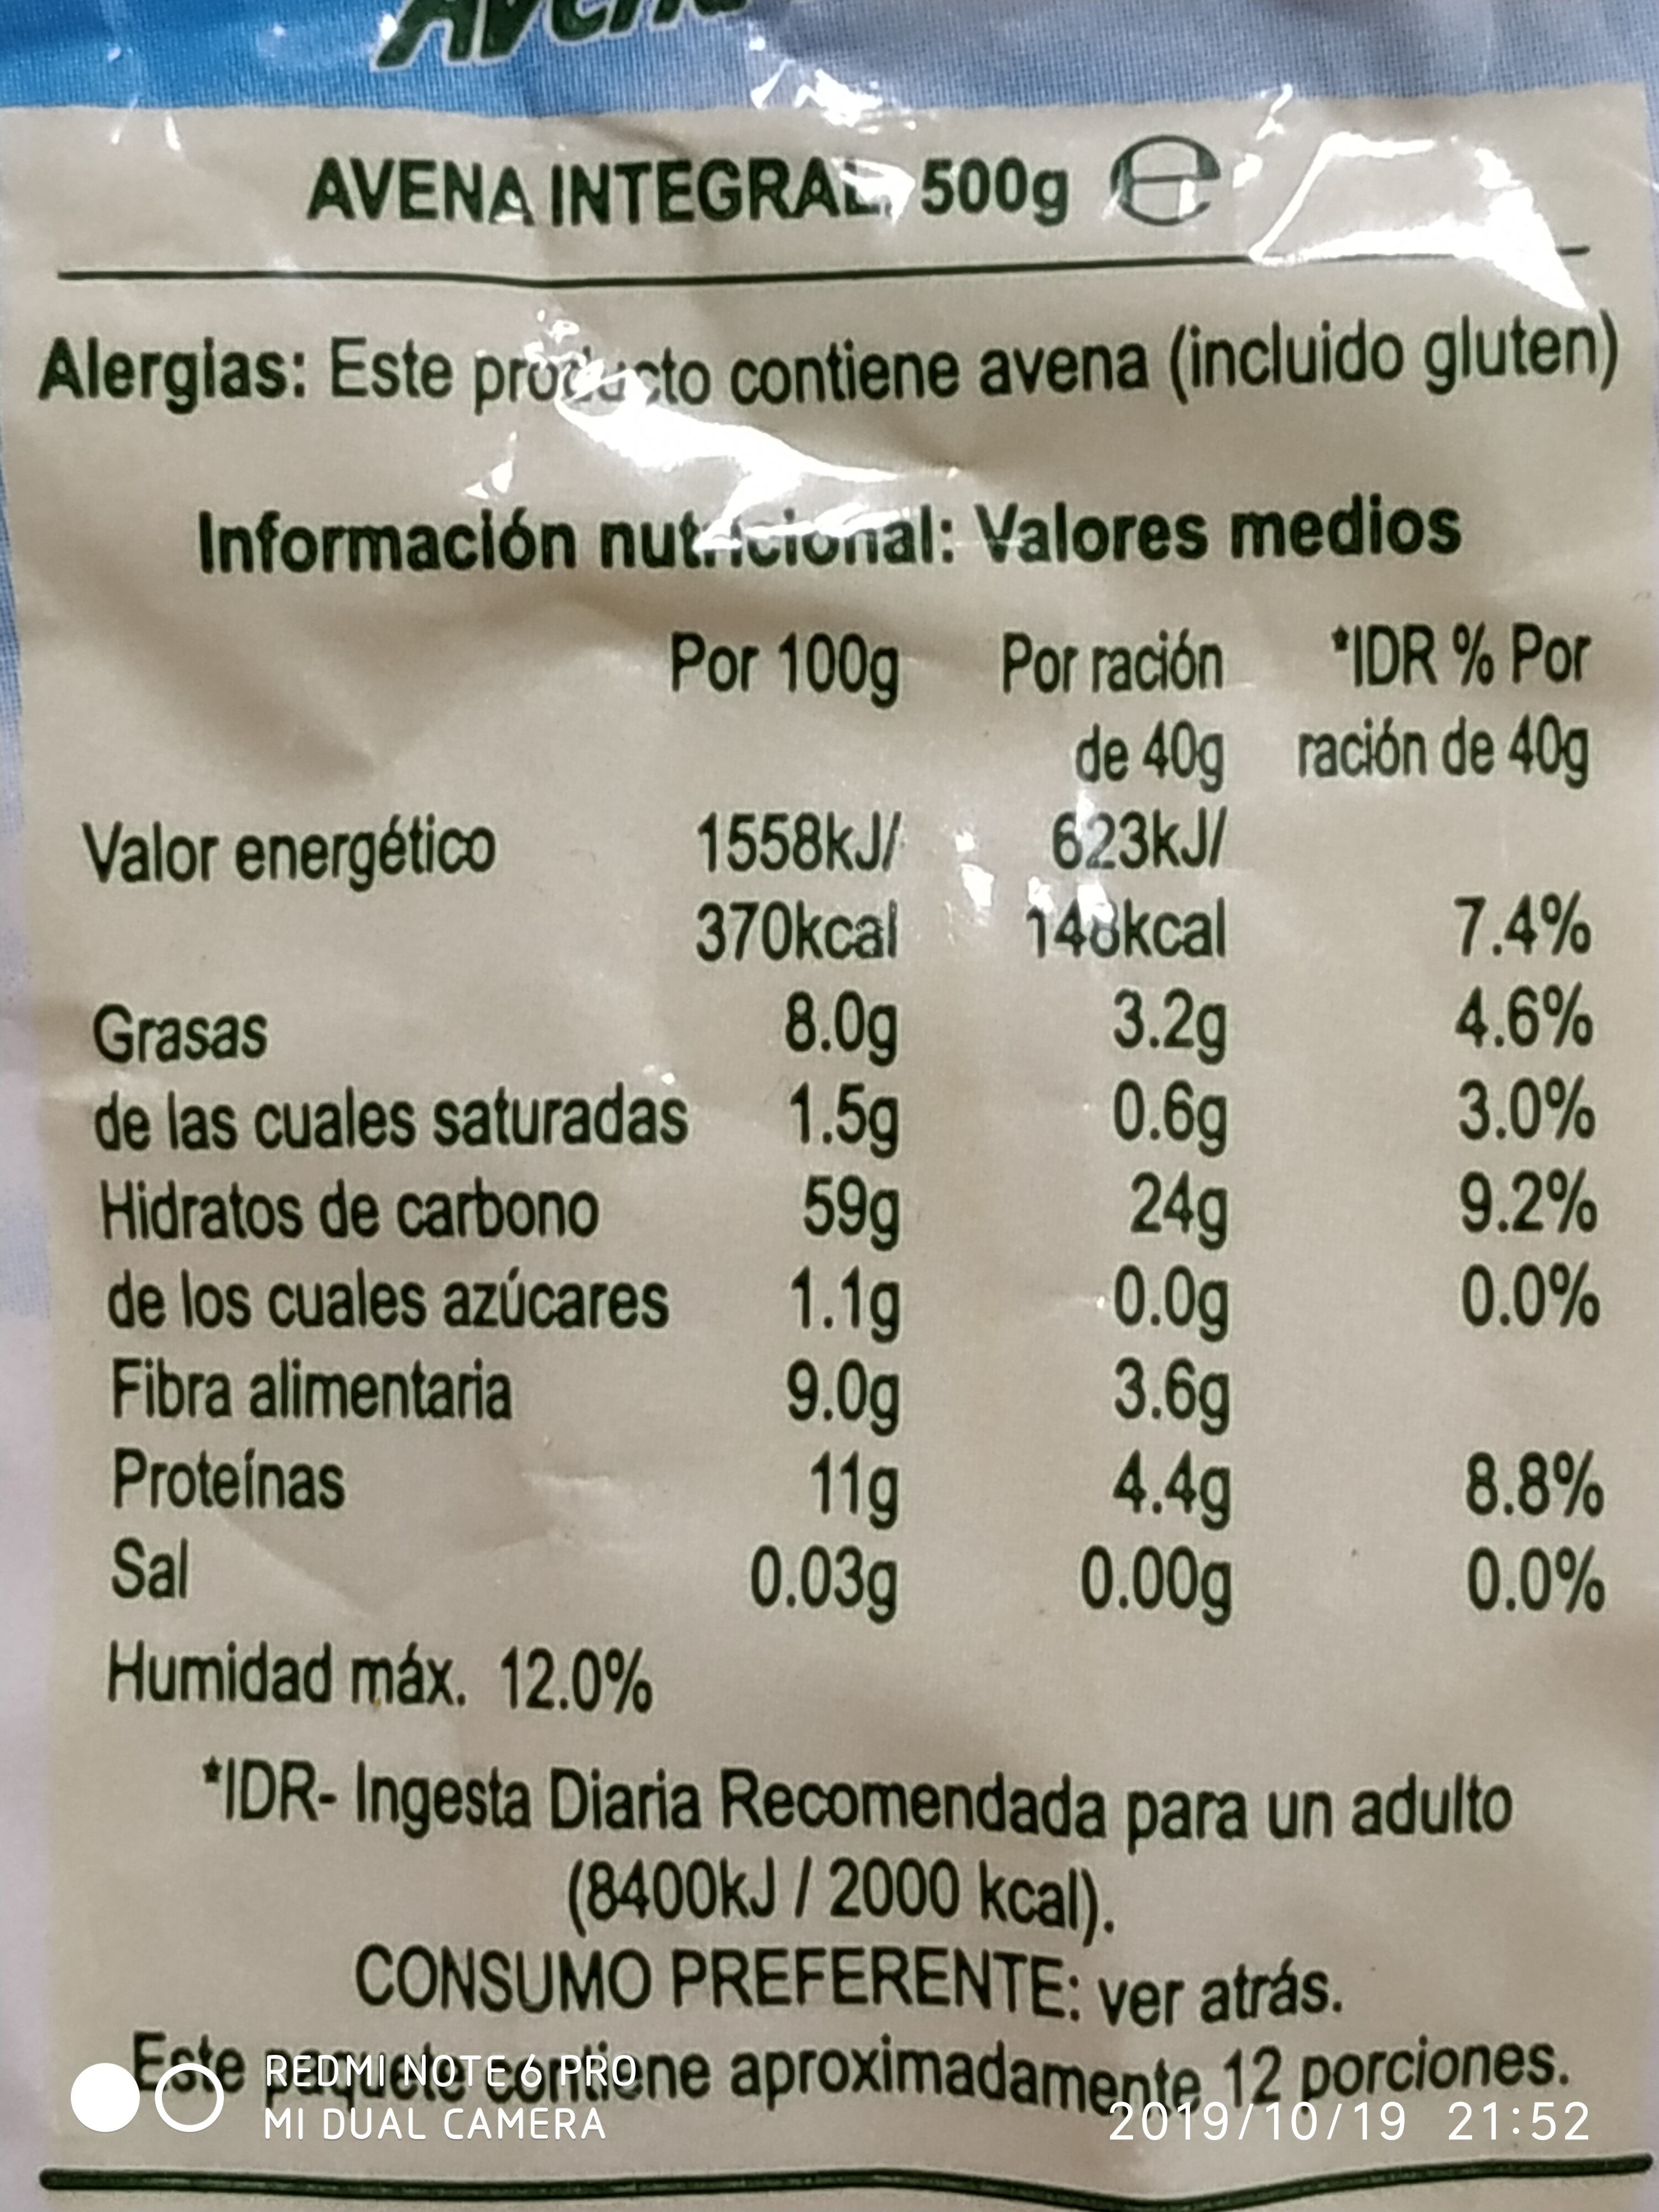 AVENA INTEGRAL, 500g ℮
Alergias: Este producto contiene avena (incluido gluten)
Información nutricional: Valores medios
Por 100g Por ración *IDR % Por
de 40g ración de 40g
Valor energético 1558kJ/ 623kJ/
370kcal 148kcal 7.4%
Grasas 8.0g 3.2g 4.6%
de las cuales saturadas 1.5g 0.6g 3.0%
Hidratos de carbono 59g 24g 9.2%
de los cuales azúcares 1.1g 0.0g 0.0%
Fibra alimentaria 9.0g 3.6g
Proteínas 11g 4.4g 8.8%
Sal 0.03g 0.00g 0.0%
Humidad máx. 12.0%
*IDR- Ingesta Diaria Recomendada para un adulto
(8400kJ / 2000 kcal).
CONSUMO PREFERENTE: ver atrás.
Este paquete contiene aproximadamente 12 porciones.
REDMI NOTE 6 PRO
MI DUAL CAMERA
2019/10/19 21:52